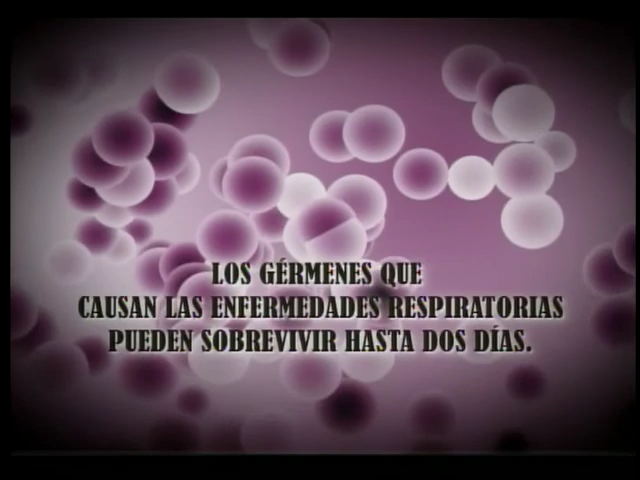 LOS GÉRMENES QUE
CAUSAN LAS ENFERMEDADES RESPIRATORIAS
PUEDEN SOBREVIVIR HASTA DOS DÍAS.